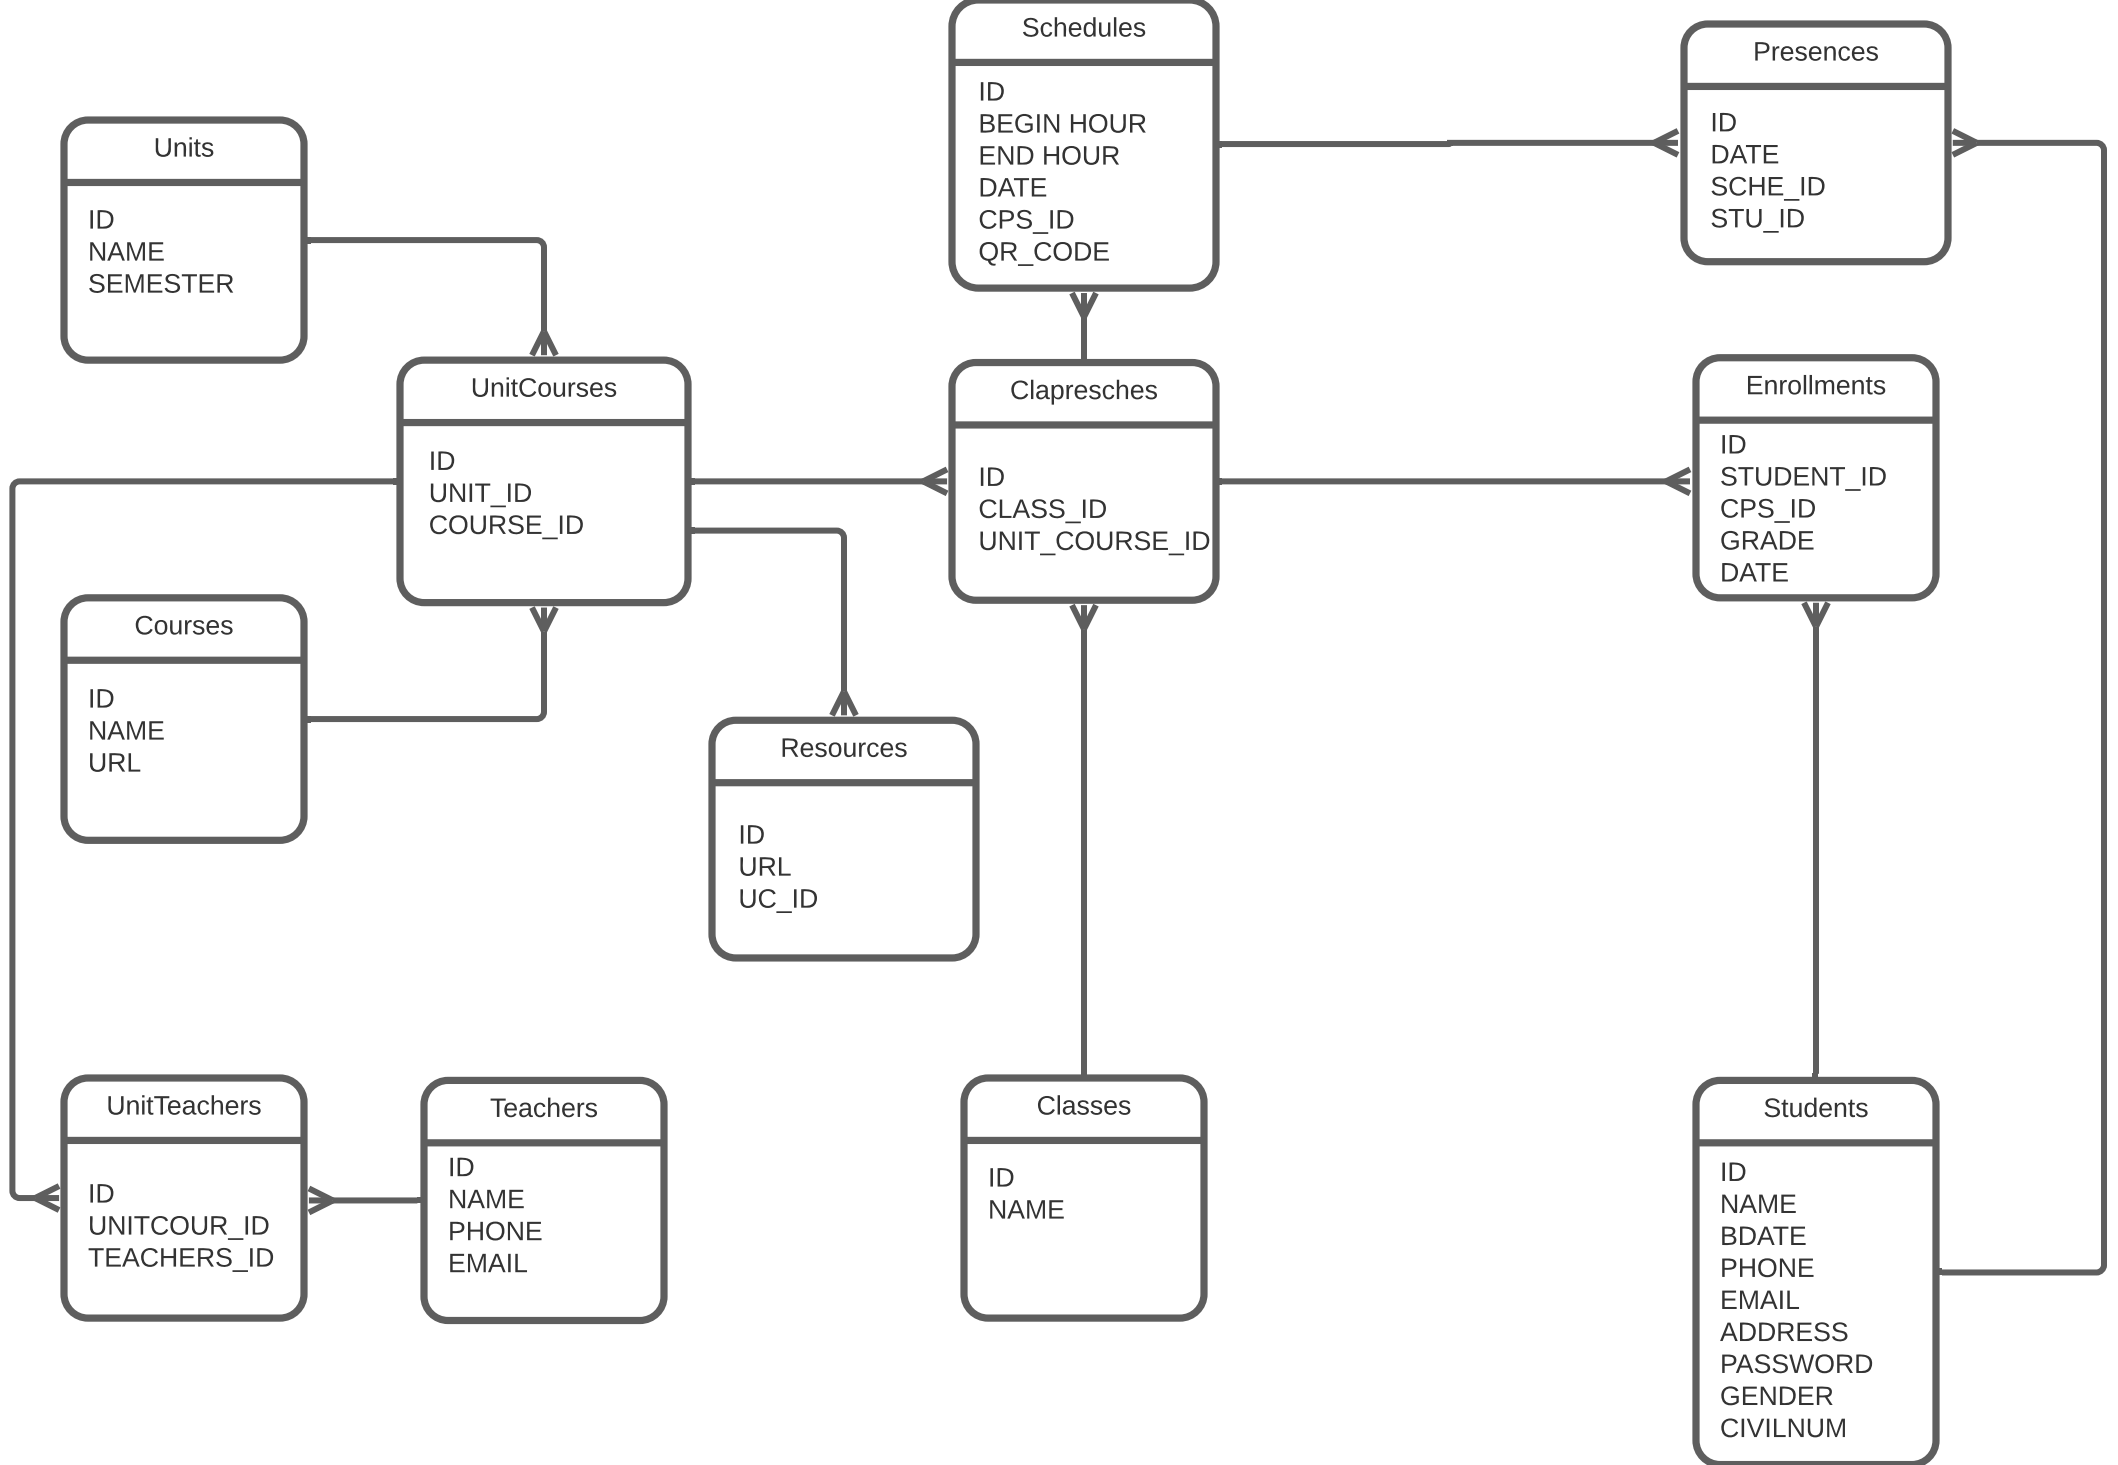 Schedules
ID
BEGIN HOUR
END HOUR
DATE
CPS_ID
QR_CODE
Presences
ID
DATE
SCHE_ID
STU_ID
Units
ID
NAME
SEMESTER
UnitCourses
ID
UNIT_ID
COURSE_ID
Clapresches
ID
CLASS_ID
UNIT_COURSE_ID
Enrollments
ID
STUDENT_ID
CPS_ID
GRADE
DATE
Courses
ID
NAME
URL
Resources
ID
URL
UC_ID
UnitTeachers
ID
UNITCOUR_ID
TEACHERS_ID
Teachers
ID
NAME
PHONE
EMAIL
Classes
ID
NAME
Students
ID
NAME
BDATE
PHONE
EMAIL
ADDRESS
PASSWORD
GENDER
CIVILNUM